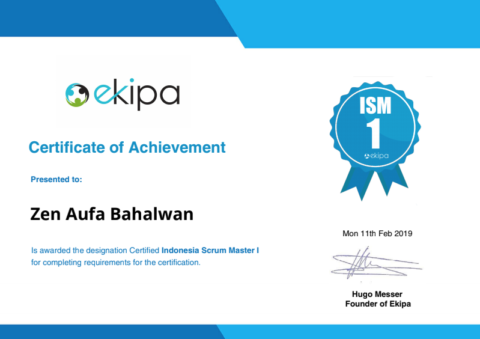 ekipa
Certificate of Achievement
Presented to:
Zen Aufa Bahalwan
Is awarded the designation Certified Indonesia Scrum Master I
for completing requirements for the certification.
ISM
1
ekipa
Mon 11th Feb 2019
Hugo Messer
Founder of Ekipa